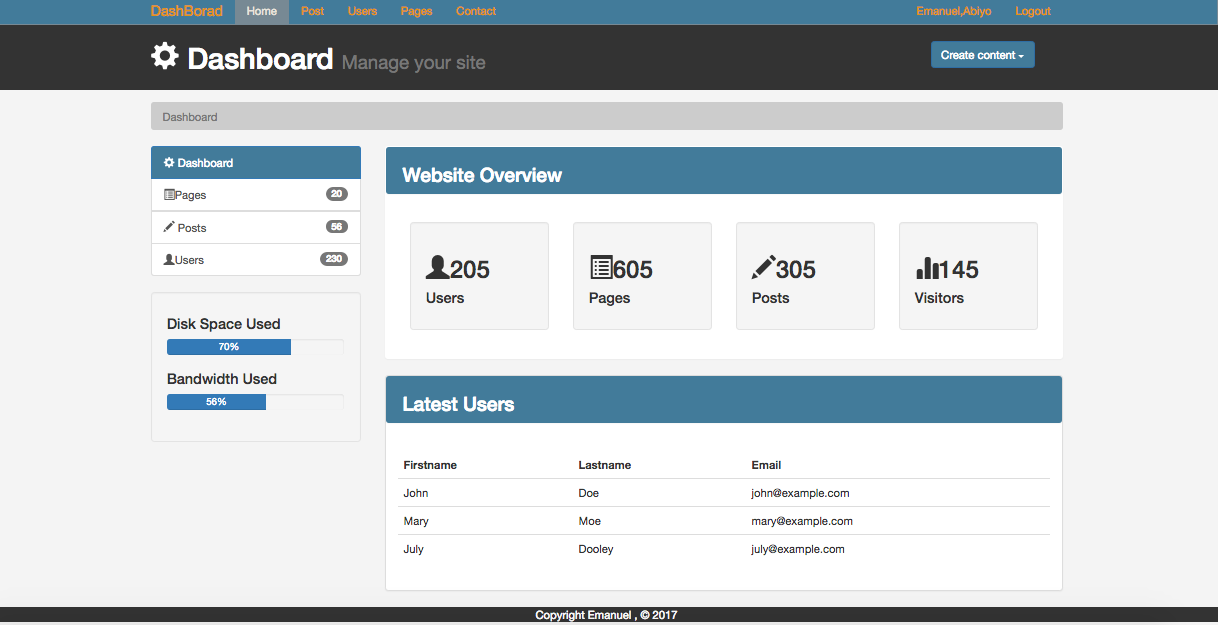 DashBorad Home Post Users Pages Contact Emanuel,Abiyo Logout
Dashboard Manage your site Create content
Dashboard
Dashboard
Pages 20
Posts 56
Users 230
Disk Space Used
70%
Bandwidth Used
56%
Website Overview
205 605 305 145
Users Pages Posts Visitors
Latest Users
Firstname Lastname Email
John Doe john@example.com
Mary Moe mary@example.com
July Dooley july@example.com
Copyright Emanuel , © 2017